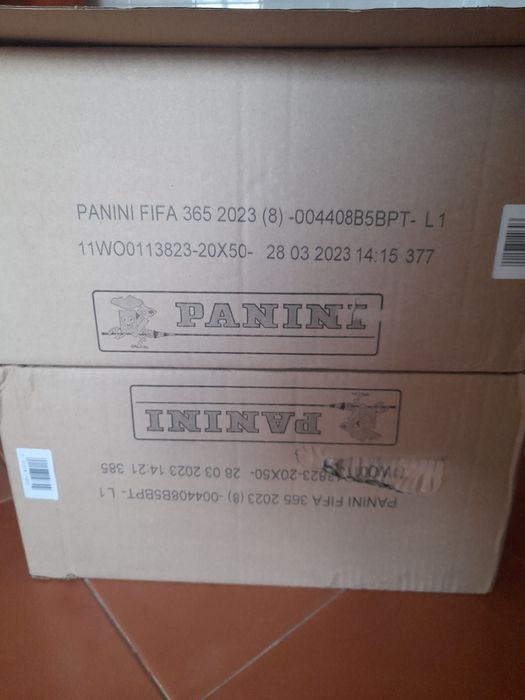 PANINI FIFA 365 2023 (8) -004408B5BPT- L1
11WO0113823-20X50- 28 03 2023 14:15 377
PANINI
PANINI
3823-20X50- 28 03 2023 14:21 385
PANINI FIFA 365 2023 (8) -004408B5BPT- L1